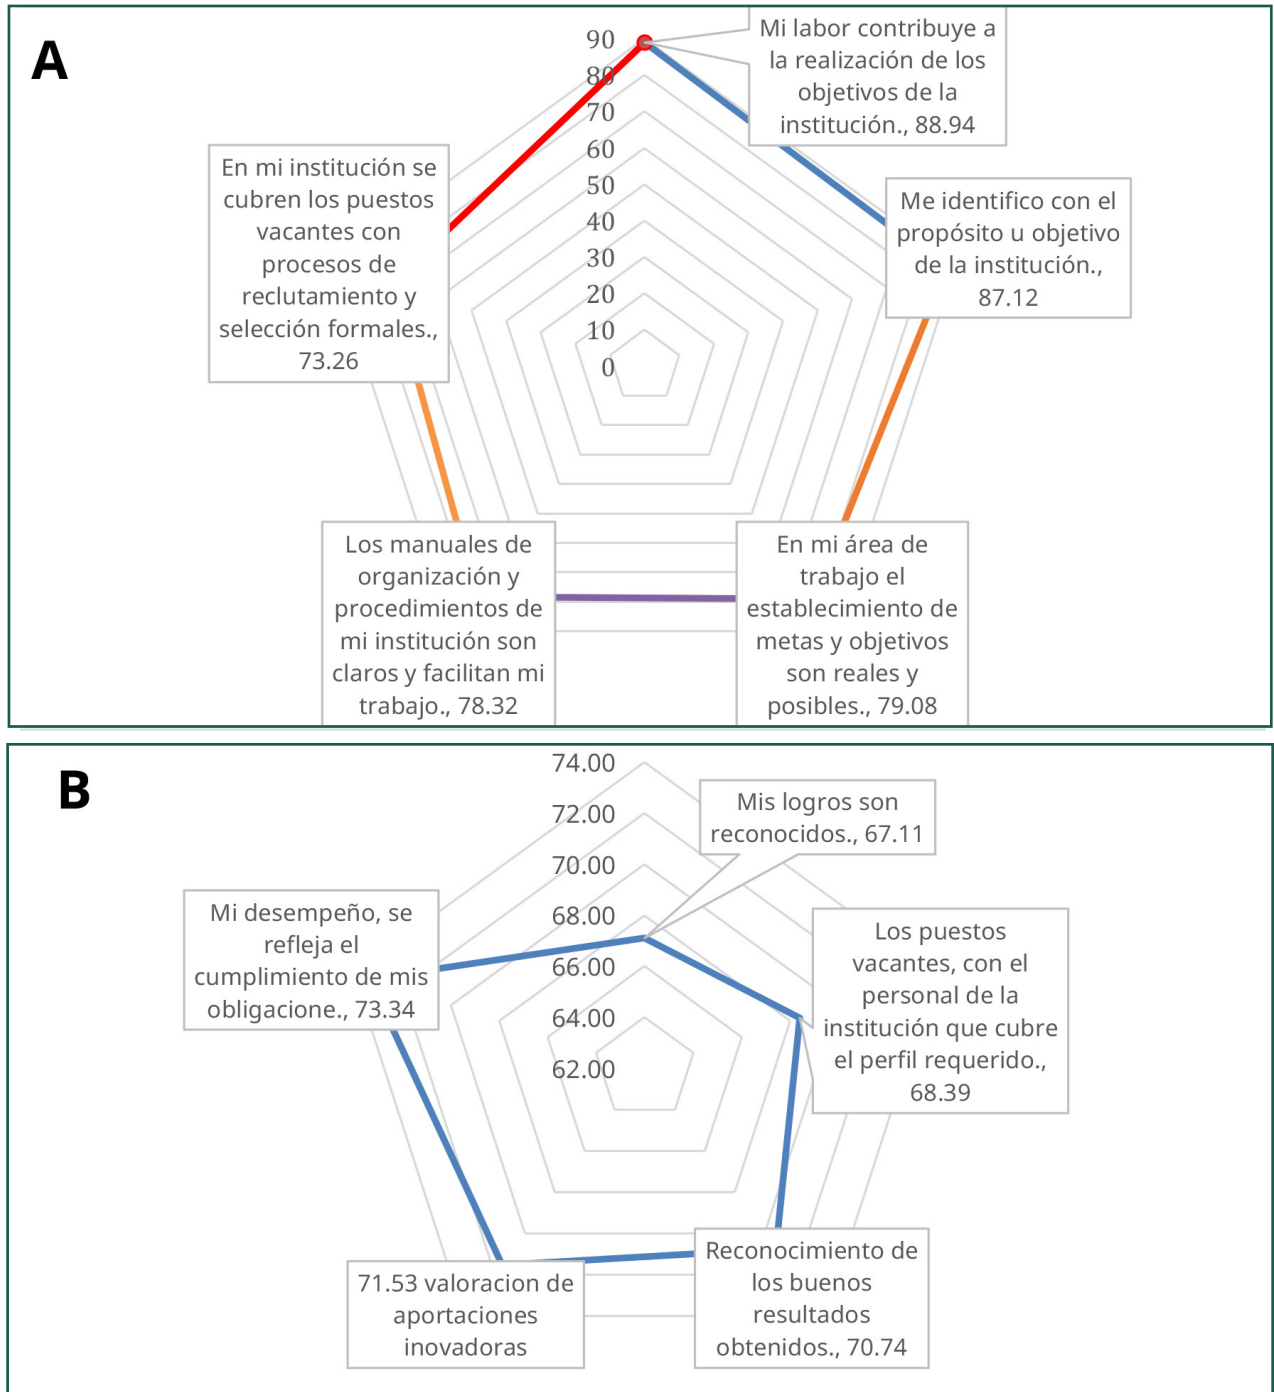 A
90
80
70
60
50
40
30
20
10
0
Mi labor contribuye a
la realización de los
objetivos de la
institución., 88.94
Me identifico con el
propósito u objetivo
de la institución.,
87.12
En mi área de
trabajo el
establecimiento de
metas y objetivos
son reales y
posibles., 79.08
Los manuales de
organización y
procedimientos de
mi institución son
claros y facilitan mi
trabajo., 78.32
En mi institución se
cubren los puestos
vacantes con
procesos de
reclutamiento y
selección formales.,
73.26
B
74.00
72.00
70.00
68.00
66.00
64.00
62.00
Mis logros son
reconocidos., 67.11
Los puestos
vacantes, con el
personal de la
institución que cubre
el perfil requerido.,
68.39
Reconocimiento de
los buenos
resultados
obtenidos., 70.74
71.53 valoracion de
aportaciones
inovadoras
Mi desempeño, se
refleja el
cumplimiento de mis
obligacione., 73.34